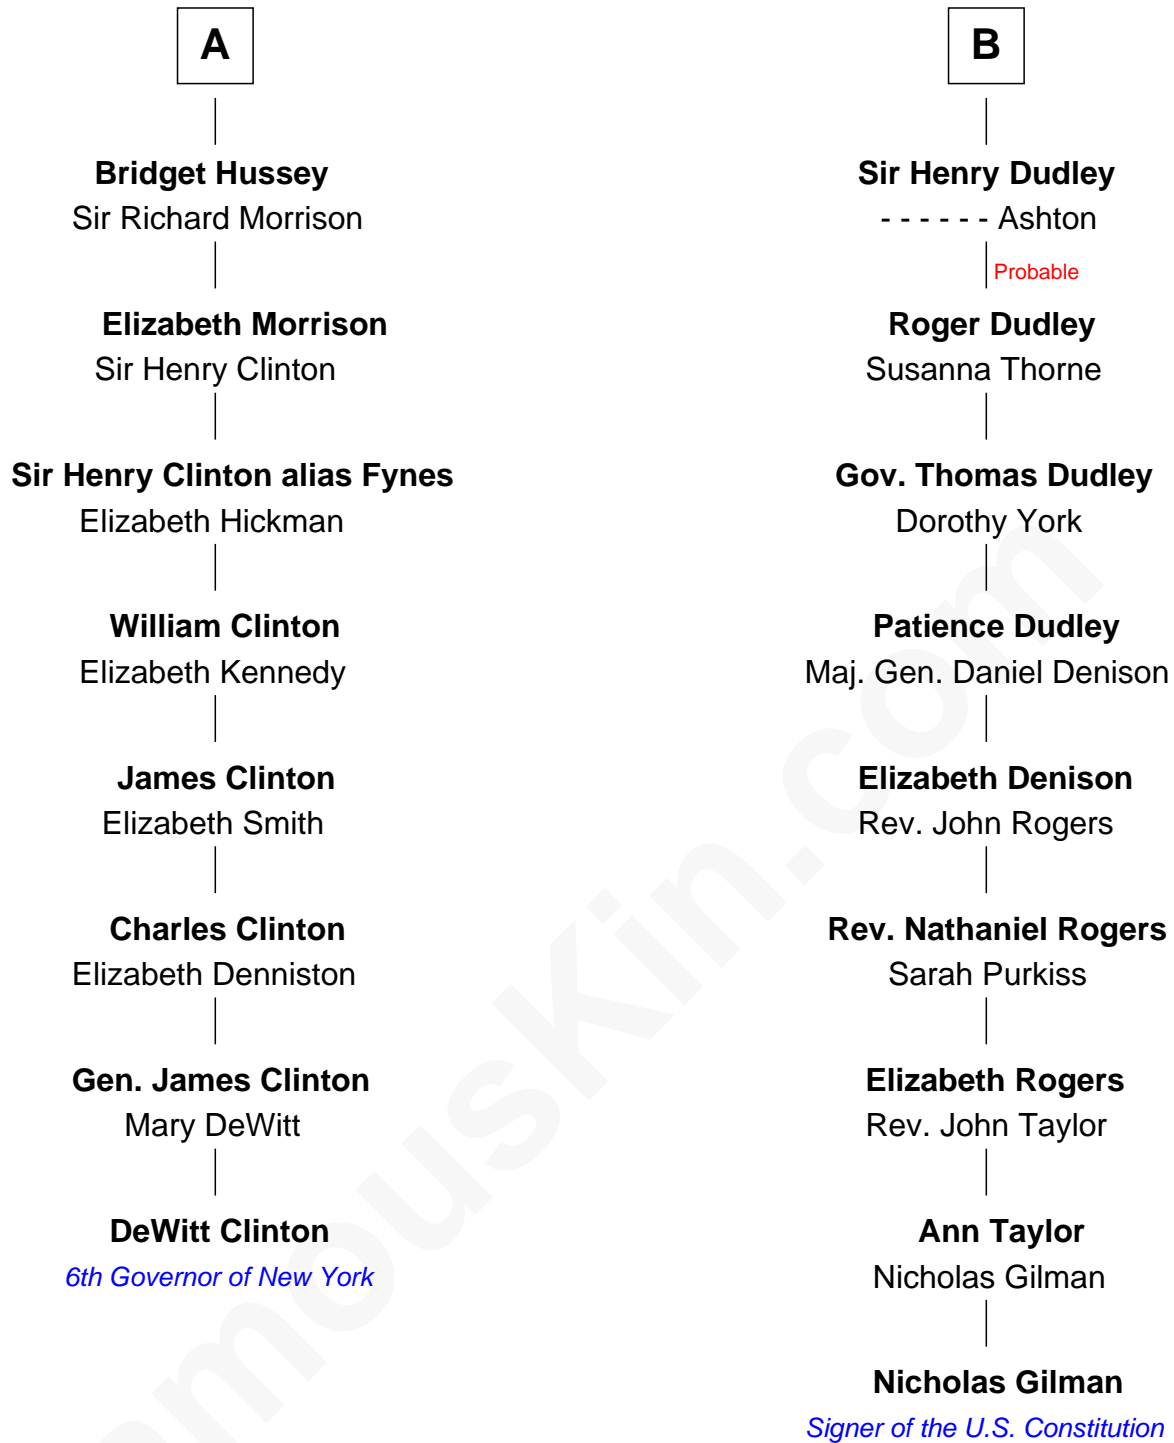 A
Bridget Hussey
Sir Richard Morrison
Elizabeth Morrison
Sir Henry Clinton
Sir Henry Clinton alias Fynes
Elizabeth Hickman
William Clinton
Elizabeth Kennedy
James Clinton
Elizabeth Smith
Charles Clinton
Elizabeth Denniston
Gen. James Clinton
Mary DeWitt
DeWitt Clinton
6th Governor of New York
B
Sir Henry Dudley
- - - - - - Ashton
Probable
Roger Dudley
Susanna Thorne
Gov. Thomas Dudley
Dorothy York
Patience Dudley
Maj. Gen. Daniel Denison
Elizabeth Denison
Rev. John Rogers
Rev. Nathaniel Rogers
Sarah Purkiss
Elizabeth Rogers
Rev. John Taylor
Ann Taylor
Nicholas Gilman
Nicholas Gilman
Signer of the U.S. Constitution
amouskin.com